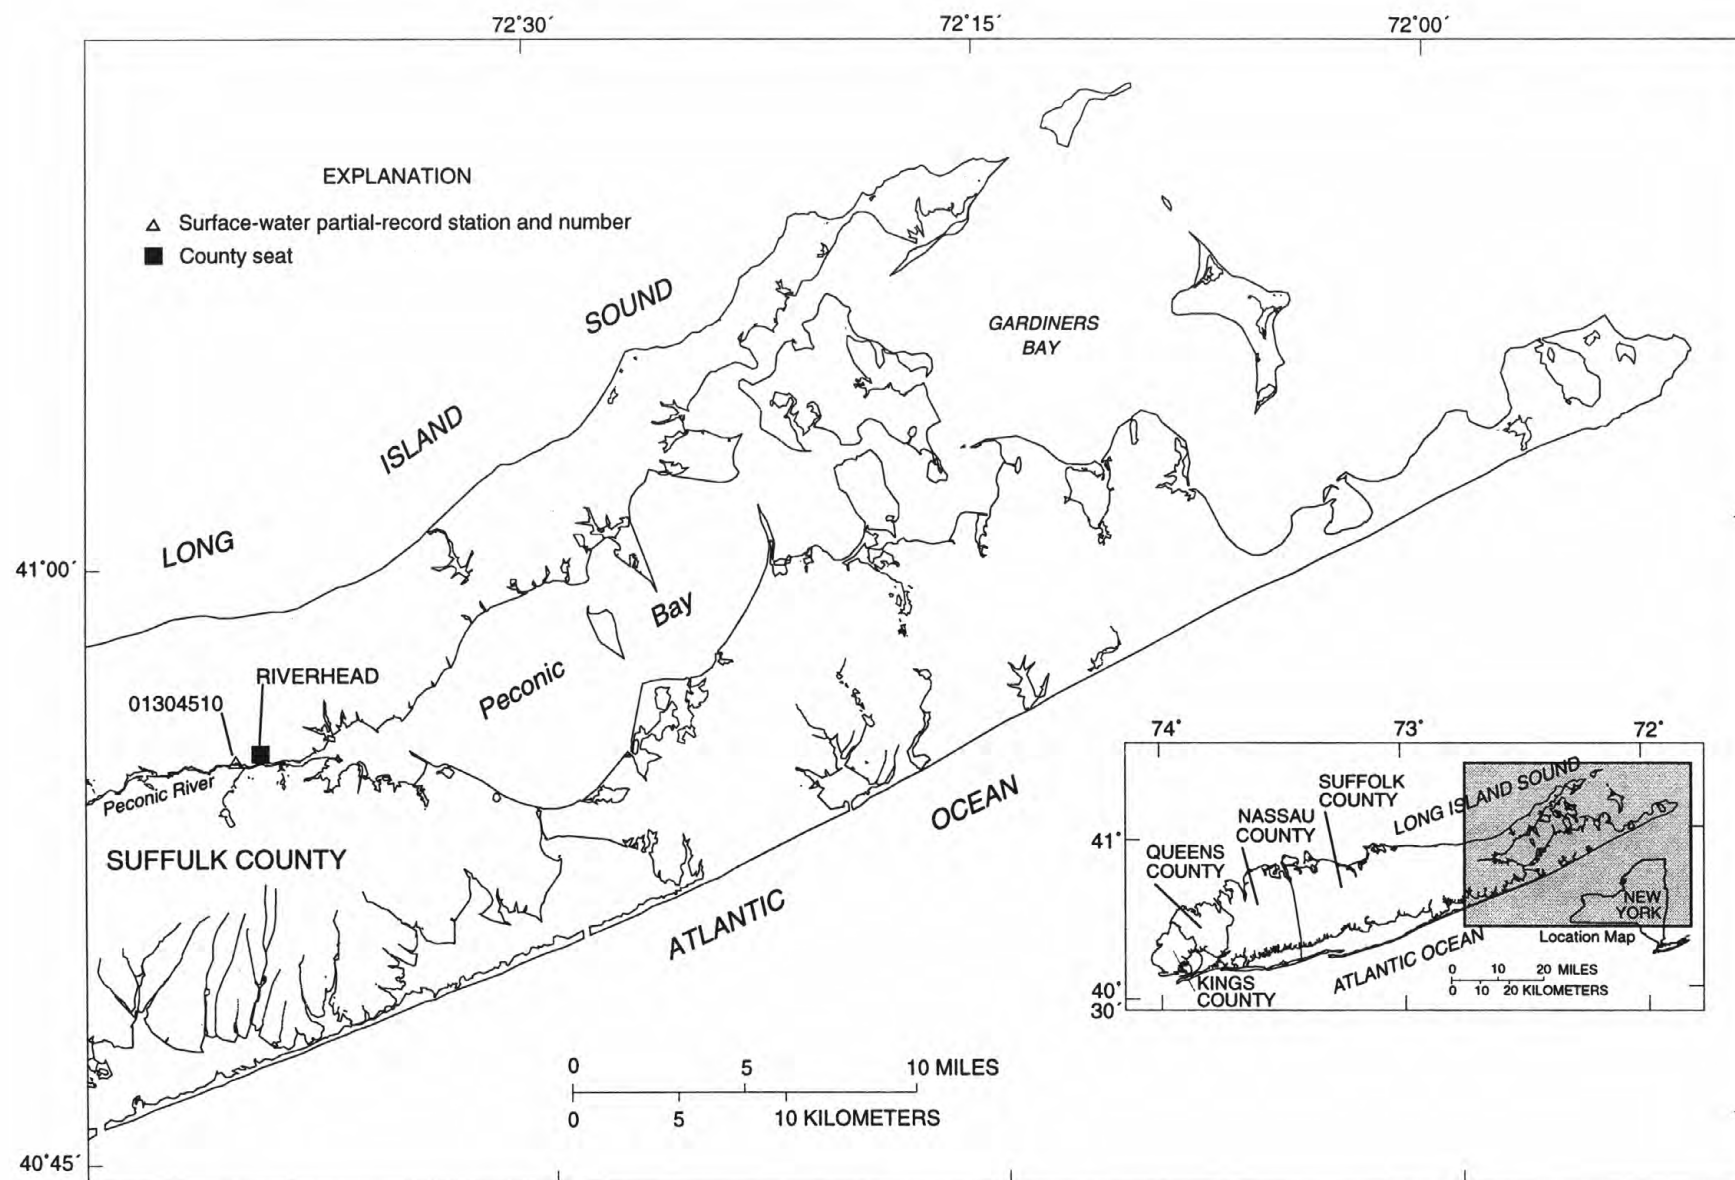 72°30´
72°15´
72°00´
EXPLANATION
Surface-water partial-record station and number
County seat
LONG
ISLAND
SOUND
GARDINERS
BAY
41°00´
Peconic
Bay
RIVERHEAD
01304510
Peconic River
SUFFULK COUNTY
ATLANTIC
OCEAN
40°45´
0 5 10 MILES
0 5 10 KILOMETERS
74°
73°
72°
41°
40°
30´
QUEENS
COUNTY
NASSAU
COUNTY
SUFFOLK
COUNTY
LONG ISLAND SOUND
KINGS
COUNTY
ATLANTIC OCEAN
NEW
YORK
Location Map
0 10 20 MILES
0 10 20 KILOMETERS